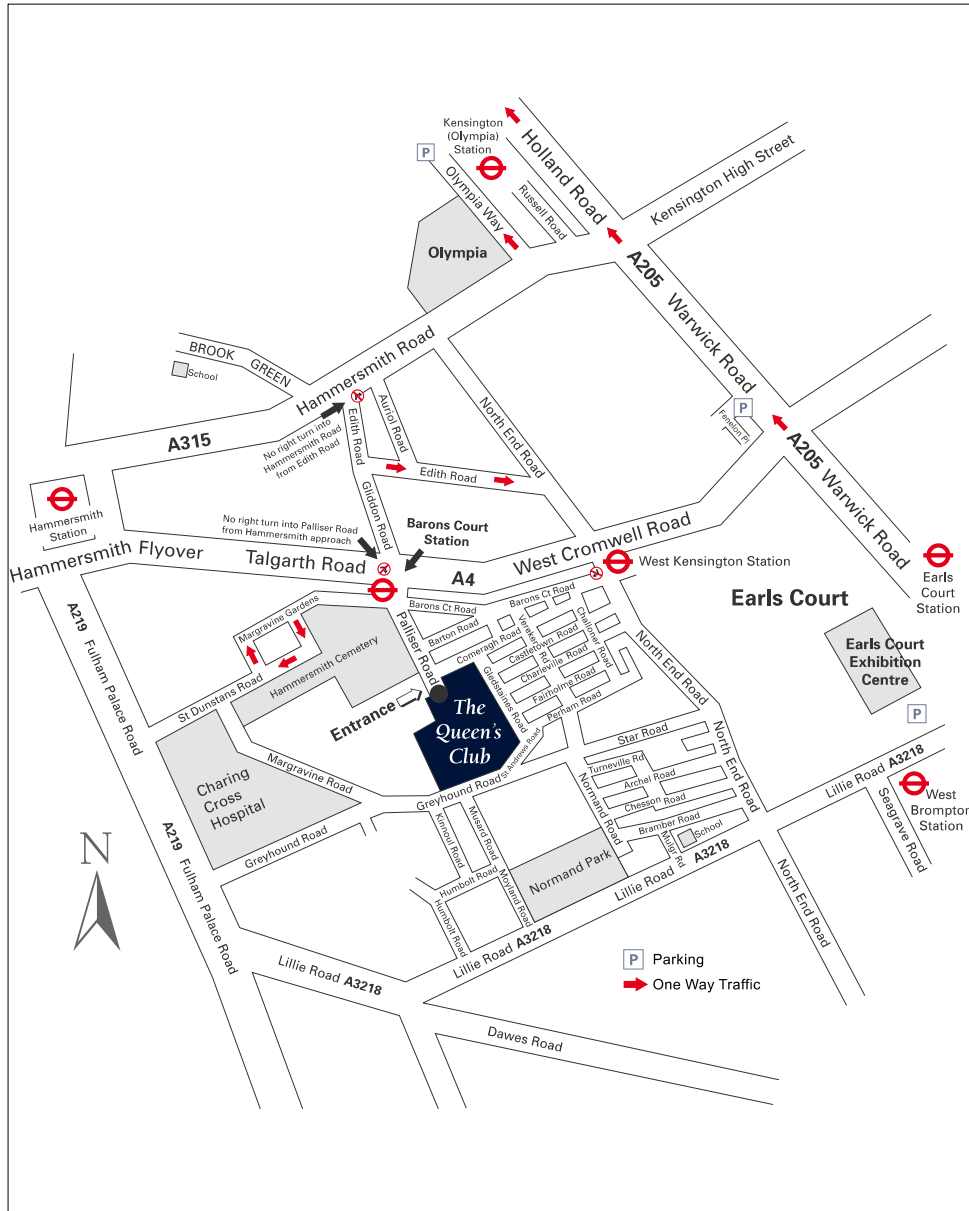 Kensington
(Olympia)
Station
P
Holland Road
Kensington High Street
Olympia Way
Russell Road
Olympia
A205
Warwick Road
BROOK GREEN
School
Hammersmith Road
A315
No right turn into
Hammersmith Road
from Edith Road
Edith Road
Auriol Road
North End Road
P
Fenelon Pl
A205
Warwick Road
Edith Road
Gliddon Road
Hammersmith
Station
No right turn into Palliser Road
from Hammersmith approach
Barons Court
Station
Hammersmith Flyover
Talgarth Road
A4
West Cromwell Road
West Kensington Station
Earls
Court
Station
Earls Court
Earls Court
Exhibition
Centre
P
A219
Fulham Palace Road
Margravine Gardens
St Dunstans Road
Hammersmith Cemetery
Barons Ct Road
Barons Ct Road
Palliser Road
Barton Road
Comeragh Road
Vereker Rd
Castletown Road
Challoner Road
Charleville Road
Gledstaines Road
Fairholme Road
Perham Road
North End Road
Entrance
The
Queen's
Club
St Andrews Road
Star Road
North End Road
Charing
Cross
Hospital
Margravine Road
Greyhound Road
Greyhound Road
Turneville Rd
Archel Road
Chesson Road
Bramber Road
Normand Road
Mulgr Rd
School
Lillie Road A3218
West
Brompton
Station
Seagrave Road
Kinnoul Road
Musard Road
Humbolt Road
Humbolt Road
Moyland Road
Normand Park
Lillie Road A3218
North End Road
N
A219
Fulham Palace Road
Lillie Road A3218
Lillie Road A3218
Dawes Road
P Parking
One Way Traffic